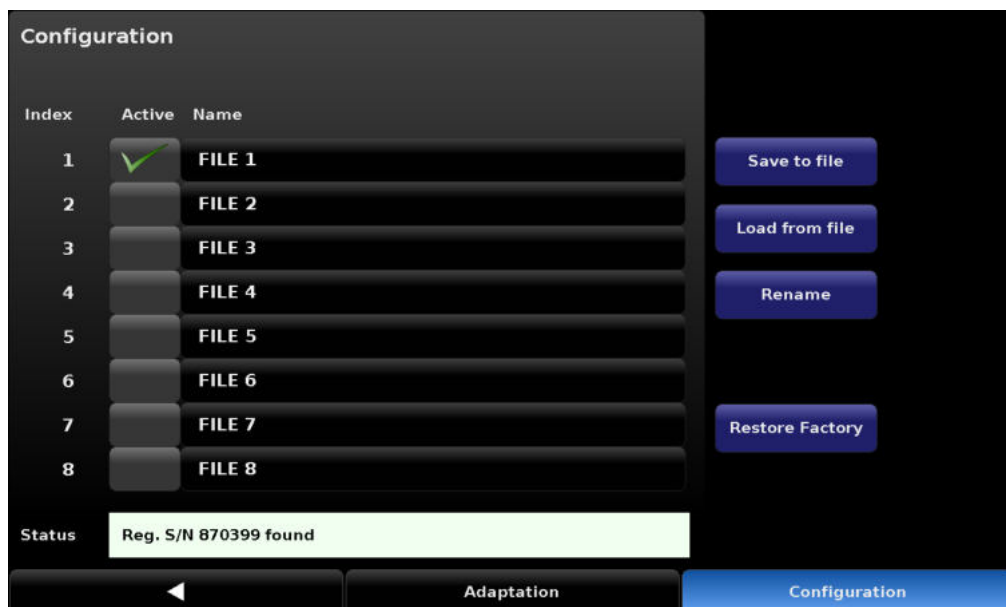 Configuration
Index Active Name
1 FILE 1 Save to file
2 FILE 2
Load from file
3 FILE 3
4 FILE 4 Rename
5 FILE 5
6 FILE 6
7 FILE 7 Restore Factory
8 FILE 8
Status Reg. S/N 870399 found
Adaptation Configuration